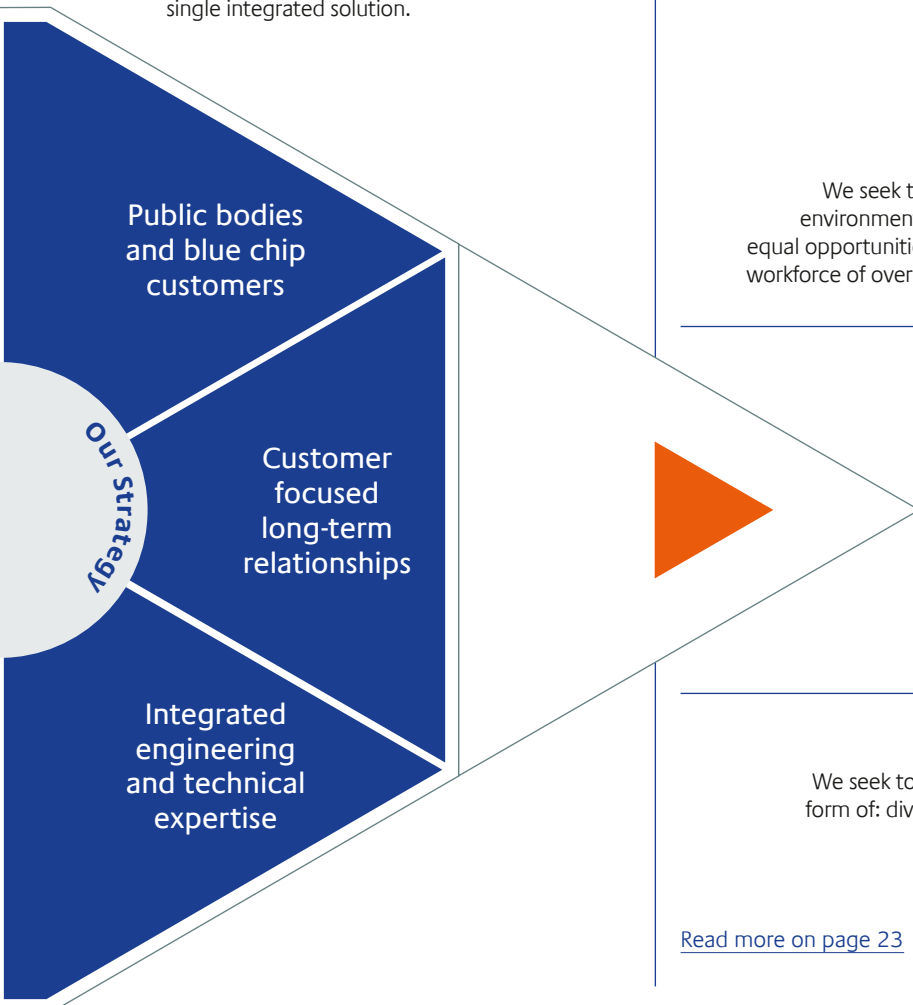 single integrated solution.
Public bodies
and blue chip
customers
Our Strategy
Customer
focused
long-term
relationships
Integrated
engineering
and technical
expertise
We seek t
environmen
equal opportuniti
workforce of over
We seek to
form of: div
Read more on page 23